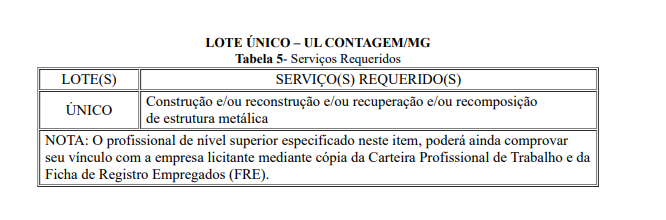 LOTE ÚNICO – UL CONTAGEM/MG
Tabela 5- Serviços Requeridos
LOTE(S) SERVIÇO(S) REQUERIDO(S)
ÚNICO Construção e/ou reconstrução e/ou recuperação e/ou recomposição
de estrutura metálica
NOTA: O profissional de nível superior especificado neste item, poderá ainda comprovar
seu vínculo com a empresa licitante mediante cópia da Carteira Profissional de Trabalho e da
Ficha de Registro Empregados (FRE).